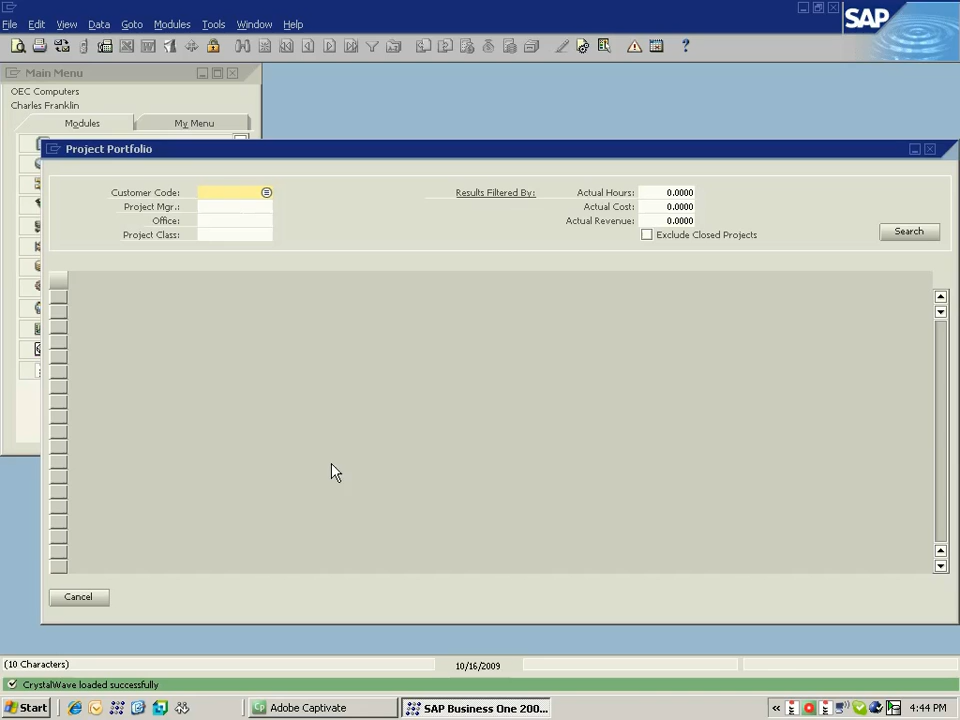 File Edit View Data Goto Modules Tools Window Help
SAP
Main Menu
OEC Computers
Charles Franklin
Modules My Menu
Project Portfolio
Customer Code: Results Filtered By: Actual Hours: 0.0000
Project Mgr.: Actual Cost: 0.0000
Office: Actual Revenue: 0.0000
Project Class: Exclude Closed Projects
Search
Cancel
(10 Characters) 10/16/2009
CrystalWave loaded successfully
Start Adobe Captivate SAP Business One 200... 4:44 PM